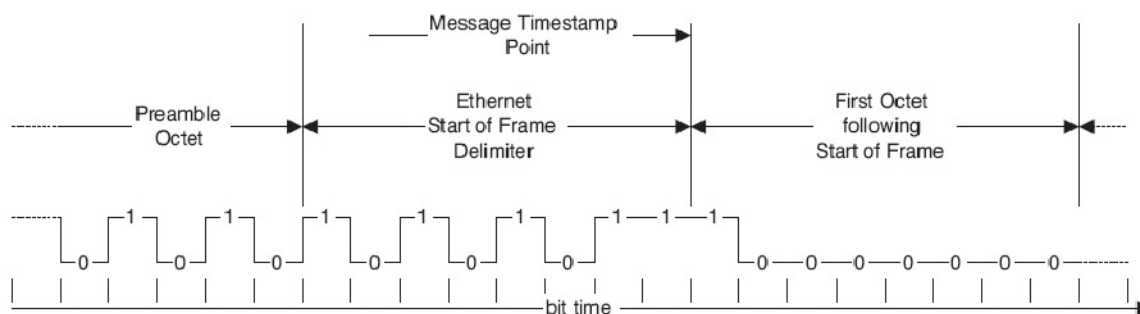 Message Timestamp
Point
Preamble
Octet
Ethernet
Start of Frame
Delimiter
First Octet
following
Start of Frame
1 1 1 1 1 1 1 1
0 0 0 0 0 0 0 0 0 0 0 0 0
bit time